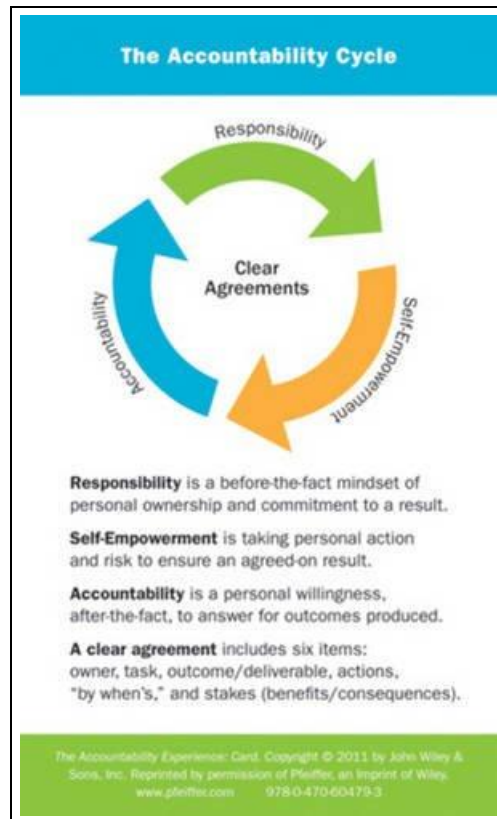 The Accountability Cycle
Responsibility
Clear
Agreements
Self-Empowerment
Accountability
Responsibility is a before-the-fact mindset of
personal ownership and commitment to a result.
Self-Empowerment is taking personal action
and risk to ensure an agreed-on result.
Accountability is a personal willingness,
after-the-fact, to answer for outcomes produced.
A clear agreement includes six items:
owner, task, outcome/deliverable, actions,
“by when's,” and stakes (benefits/consequences).
The Accountability Experience: Card. Copyright © 2011 by John Wiley &
Sons, Inc. Reprinted by permission of Pfeiffer, an Imprint of Wiley.
www.pfeiffer.com 978-0-470-60479-3